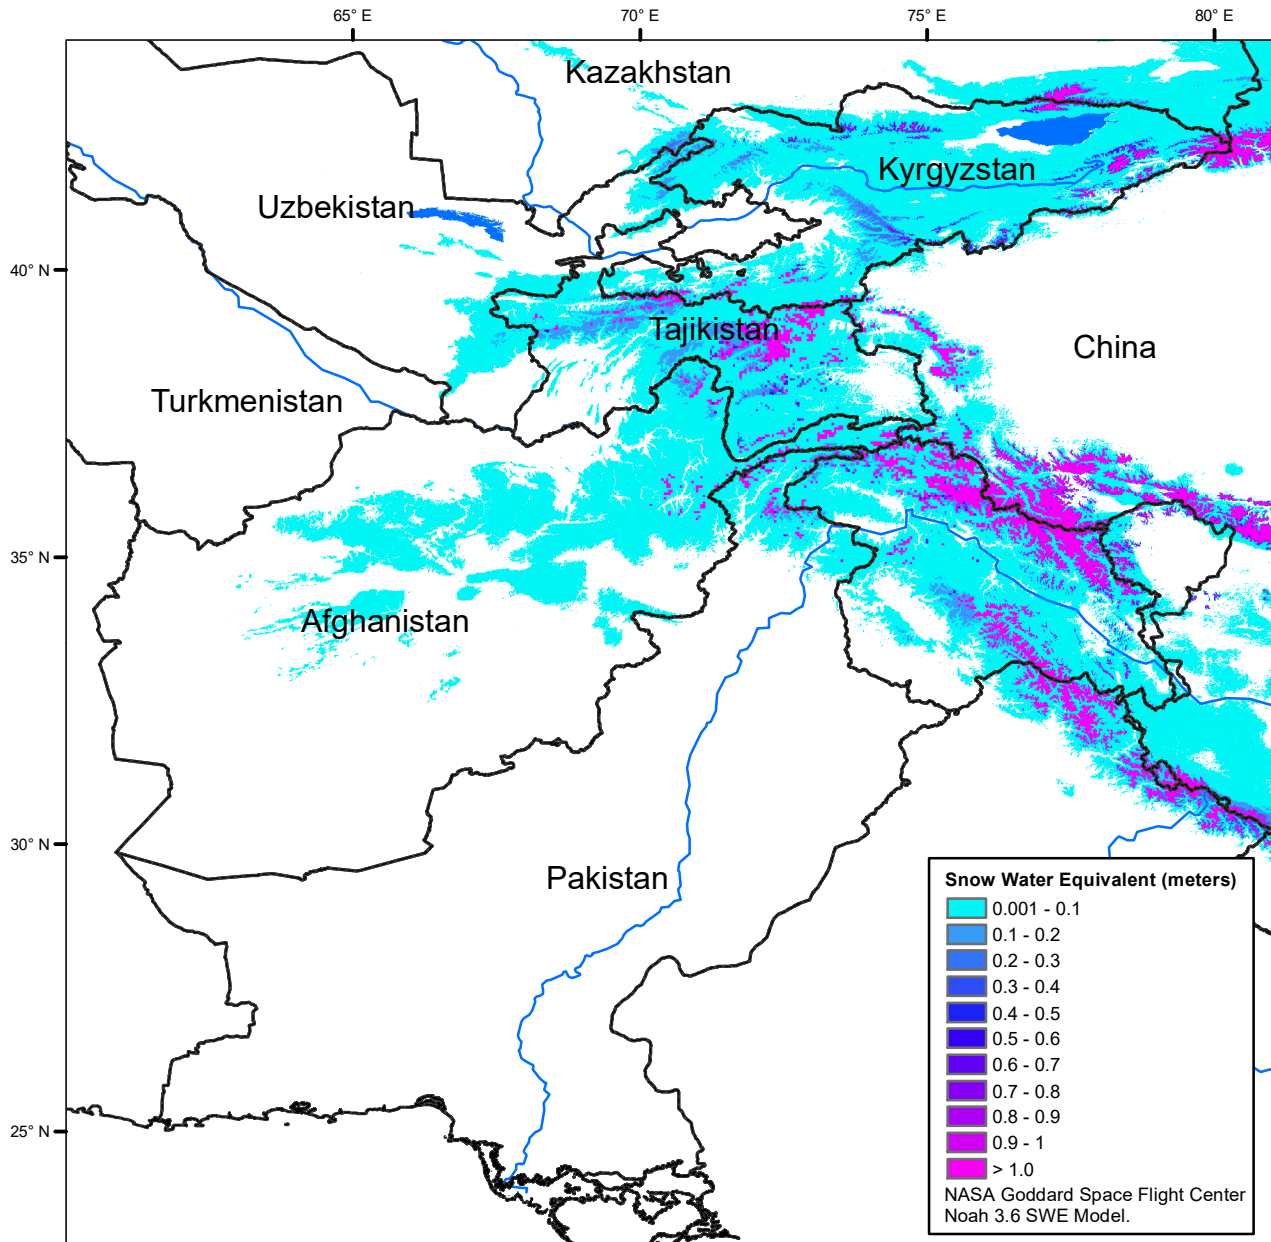 65° E
70° E
75° E
80° E
Kazakhstan
Kyrgyzstan
Uzbekistan
40° N
Tajikistan
China
Turkmenistan
35° N
Afghanistan
30° N
Pakistan
25° N
Snow Water Equivalent (meters)
0.001 - 0.1
0.1 - 0.2
0.2 - 0.3
0.3 - 0.4
0.4 - 0.5
0.5 - 0.6
0.6 - 0.7
0.7 - 0.8
0.8 - 0.9
0.9 - 1
> 1.0
NASA Goddard Space Flight Center
Noah 3.6 SWE Model.